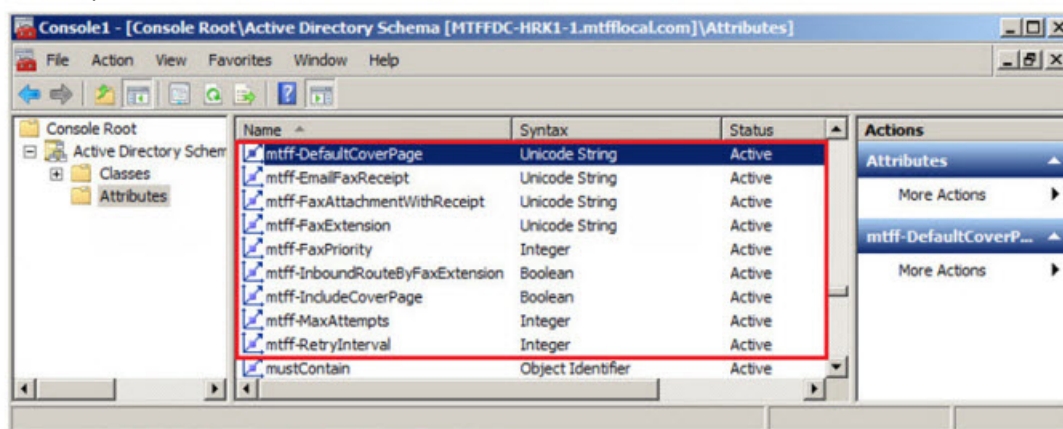 Console1 - [Console Root\Active Directory Schema [MTFFDC-HRK1-1.mtfflocal.com]\Attributes]
File Action View Favorites Window Help
Console Root
Active Directory Schem
Classes
Attributes
Name Syntax Status
mtff-DefaultCoverPage Unicode String Active
mtff-EmailFaxReceipt Unicode String Active
mtff-FaxAttachmentWithReceipt Unicode String Active
mtff-FaxExtension Unicode String Active
mtff-FaxPriority Integer Active
mtff-InboundRouteByFaxExtension Boolean Active
mtff-IncludeCoverPage Boolean Active
mtff-MaxAttempts Integer Active
mtff-RetryInterval Integer Active
mustContain Object Identifier Active
Actions
Attributes
More Actions
mtff-DefaultCoverP...
More Actions